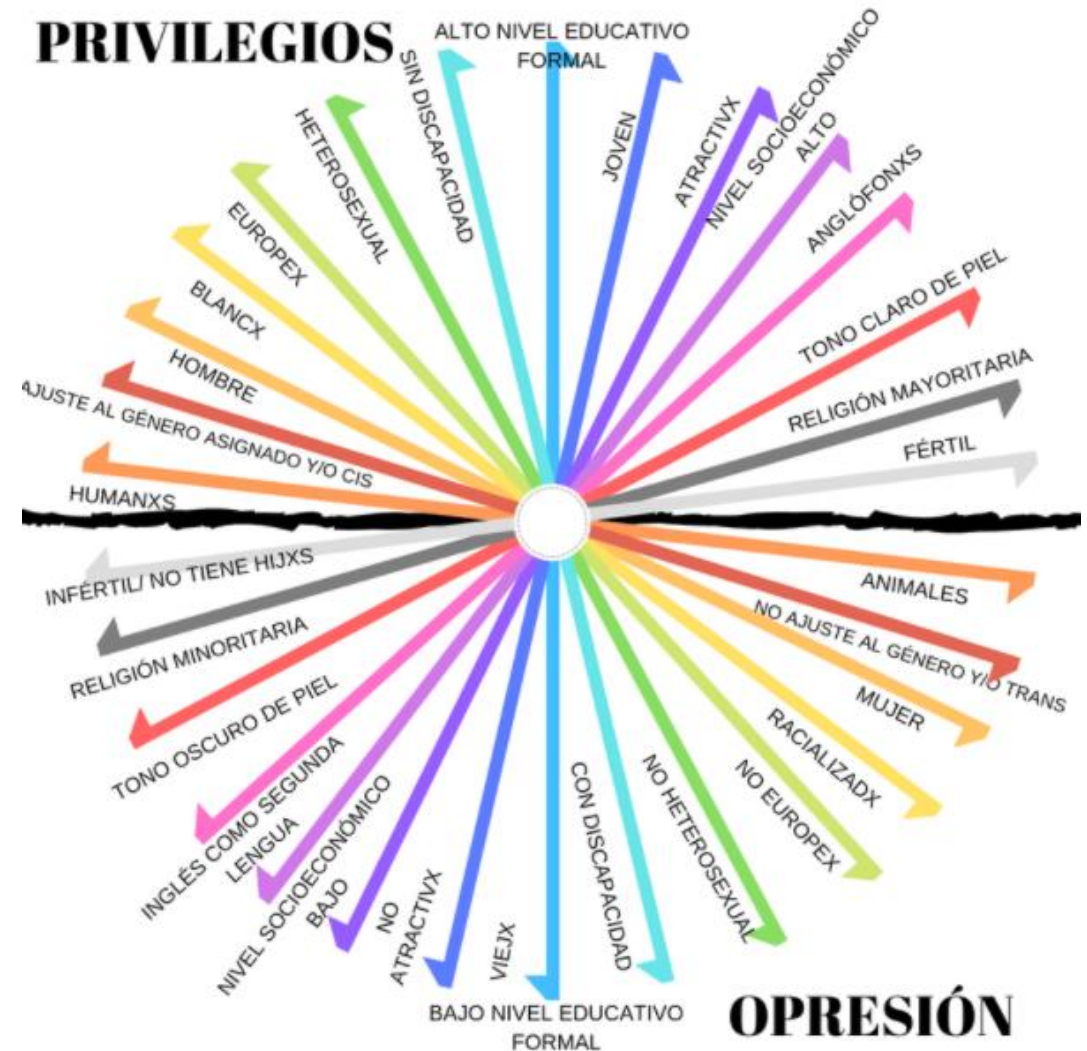 PRIVILEGIOS
ALTO NIVEL EDUCATIVO
FORMAL
SIN DISCAPACIDAD
HETEROSEXUAL
EUROPEX
BLANCX
HOMBRE
AJUSTE AL GÉNERO ASIGNADO Y/O CIS
HUMANXS
JOVEN
ATRACTIVX
NIVEL SOCIOECONÓMICO
ALTO
ANGLÓFONXS
TONO CLARO DE PIEL
RELIGIÓN MAYORITARIA
FÉRTIL
INFÉRTIL/ NO TIENE HIJXS
RELIGIÓN MINORITARIA
TONO OSCURO DE PIEL
INGLÉS COMO SEGUNDA
LENGUA
NIVEL SOCIOECONÓMICO
BAJO
NO
ATRACTIVX
VIEJX
BAJO NIVEL EDUCATIVO
FORMAL
CON DISCAPACIDAD
NO HETEROSEXUAL
NO EUROPEX
RACIALIZADX
MUJER
NO AJUSTE AL GÉNERO Y/O TRANS
ANIMALES
OPRESIÓN